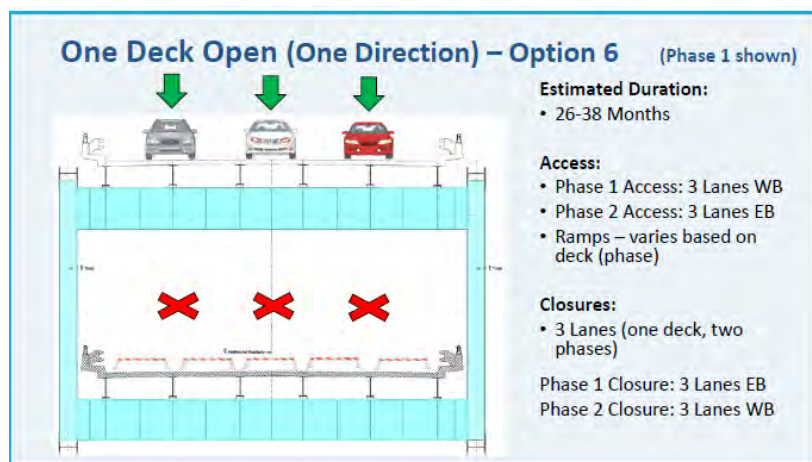 One Deck Open (One Direction) – Option 6 (Phase 1 shown)
Estimated Duration:
• 26-38 Months
Access:
• Phase 1 Access: 3 Lanes WB
• Phase 2 Access: 3 Lanes EB
• Ramps – varies based on
deck (phase)
Closures:
• 3 Lanes (one deck, two
phases)
Phase 1 Closure: 3 Lanes EB
Phase 2 Closure: 3 Lanes WB